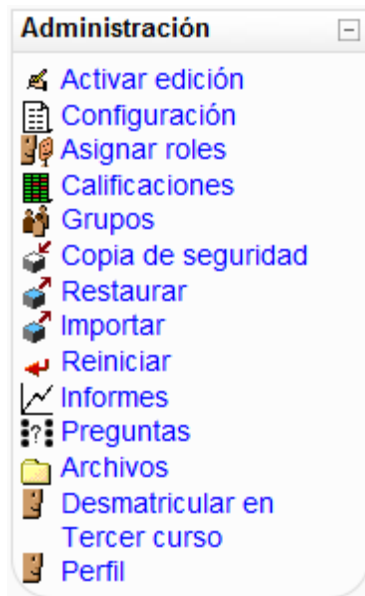 Administración
Activar edición
Configuración
Asignar roles
Calificaciones
Grupos
Copia de seguridad
Restaurar
Importar
Reiniciar
Informes
Preguntas
Archivos
Desmatricular en
Tercer curso
Perfil